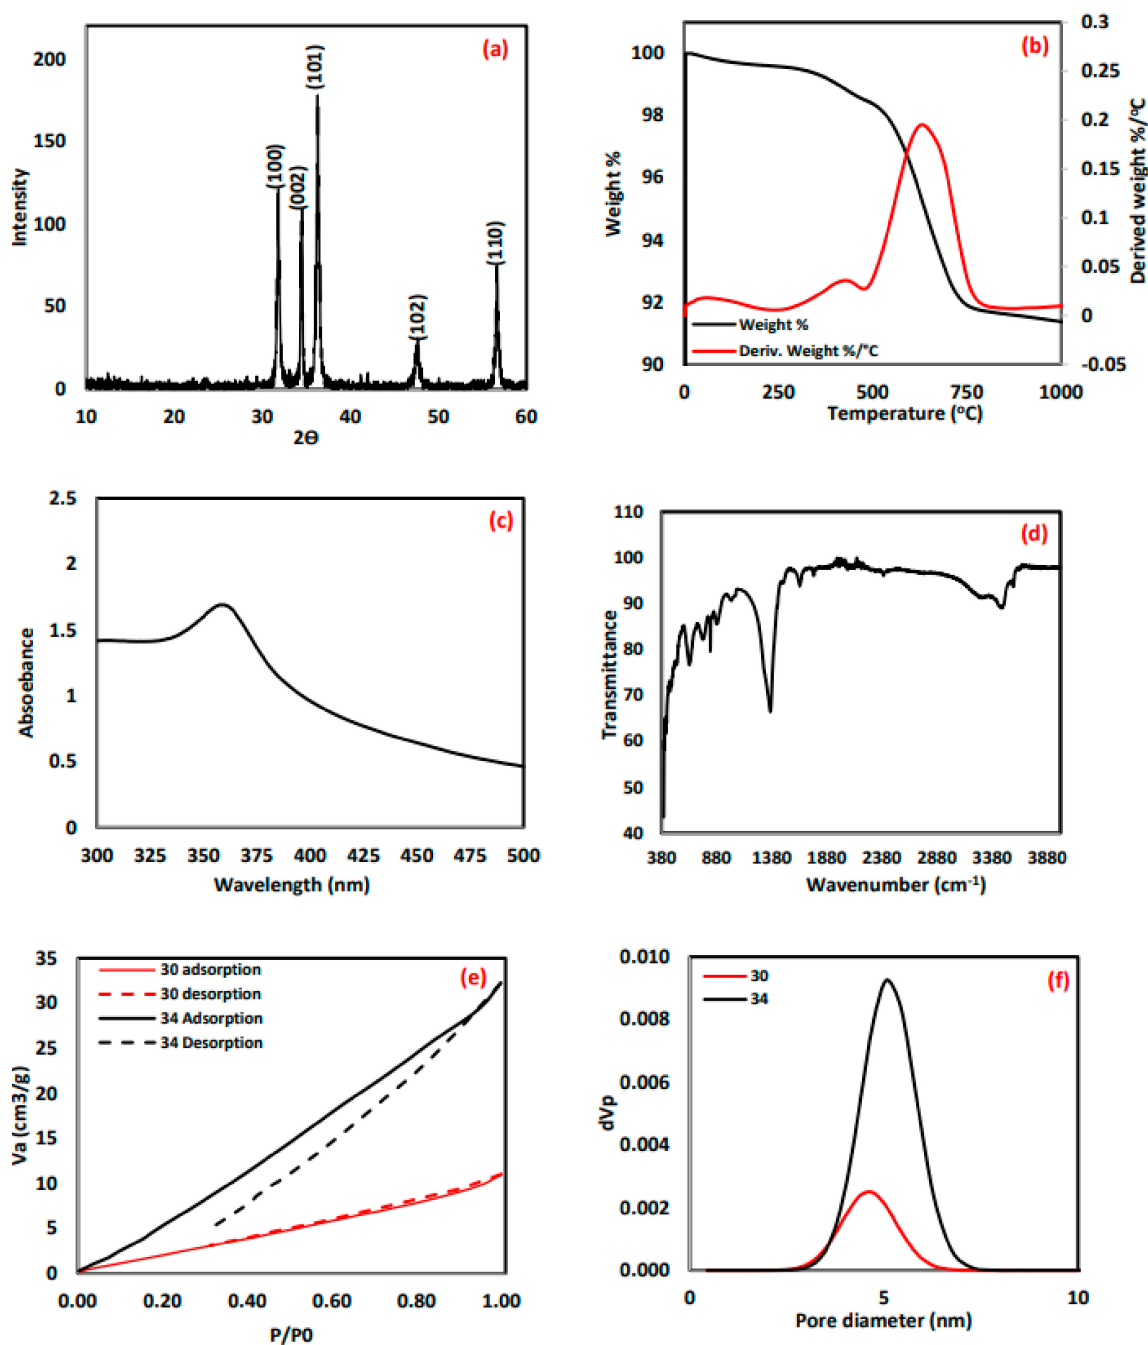 (a)
200
150
100
50
0
Intensity
(100)
(002)
(101)
(102)
(110)
10 20 30 40 50 60
2Θ
(b)
100
98
96
94
92
90
Weight %
0.3
0.25
0.2
0.15
0.1
0.05
0
-0.05
Derived weight %/°C
Weight %
Deriv. Weight %/°C
0 250 500 750 1000
Temperature (°C)
(c)
2.5
2
1.5
1
0.5
0
Absoebance
300 325 350 375 400 425 450 475 500
Wavelength (nm)
(d)
110
100
90
80
70
60
50
40
Transmittance
380 880 1380 1880 2380 2880 3380 3880
Wavenumber (cm⁻¹)
(e)
35
30
25
20
15
10
5
0
Va (cm3/g)
30 adsorption
30 desorption
34 Adsorption
34 Desorption
0.00 0.20 0.40 0.60 0.80 1.00
P/P0
(f)
0.010
0.008
0.006
0.004
0.002
0.000
dVp
30
34
0 5 10
Pore diameter (nm)